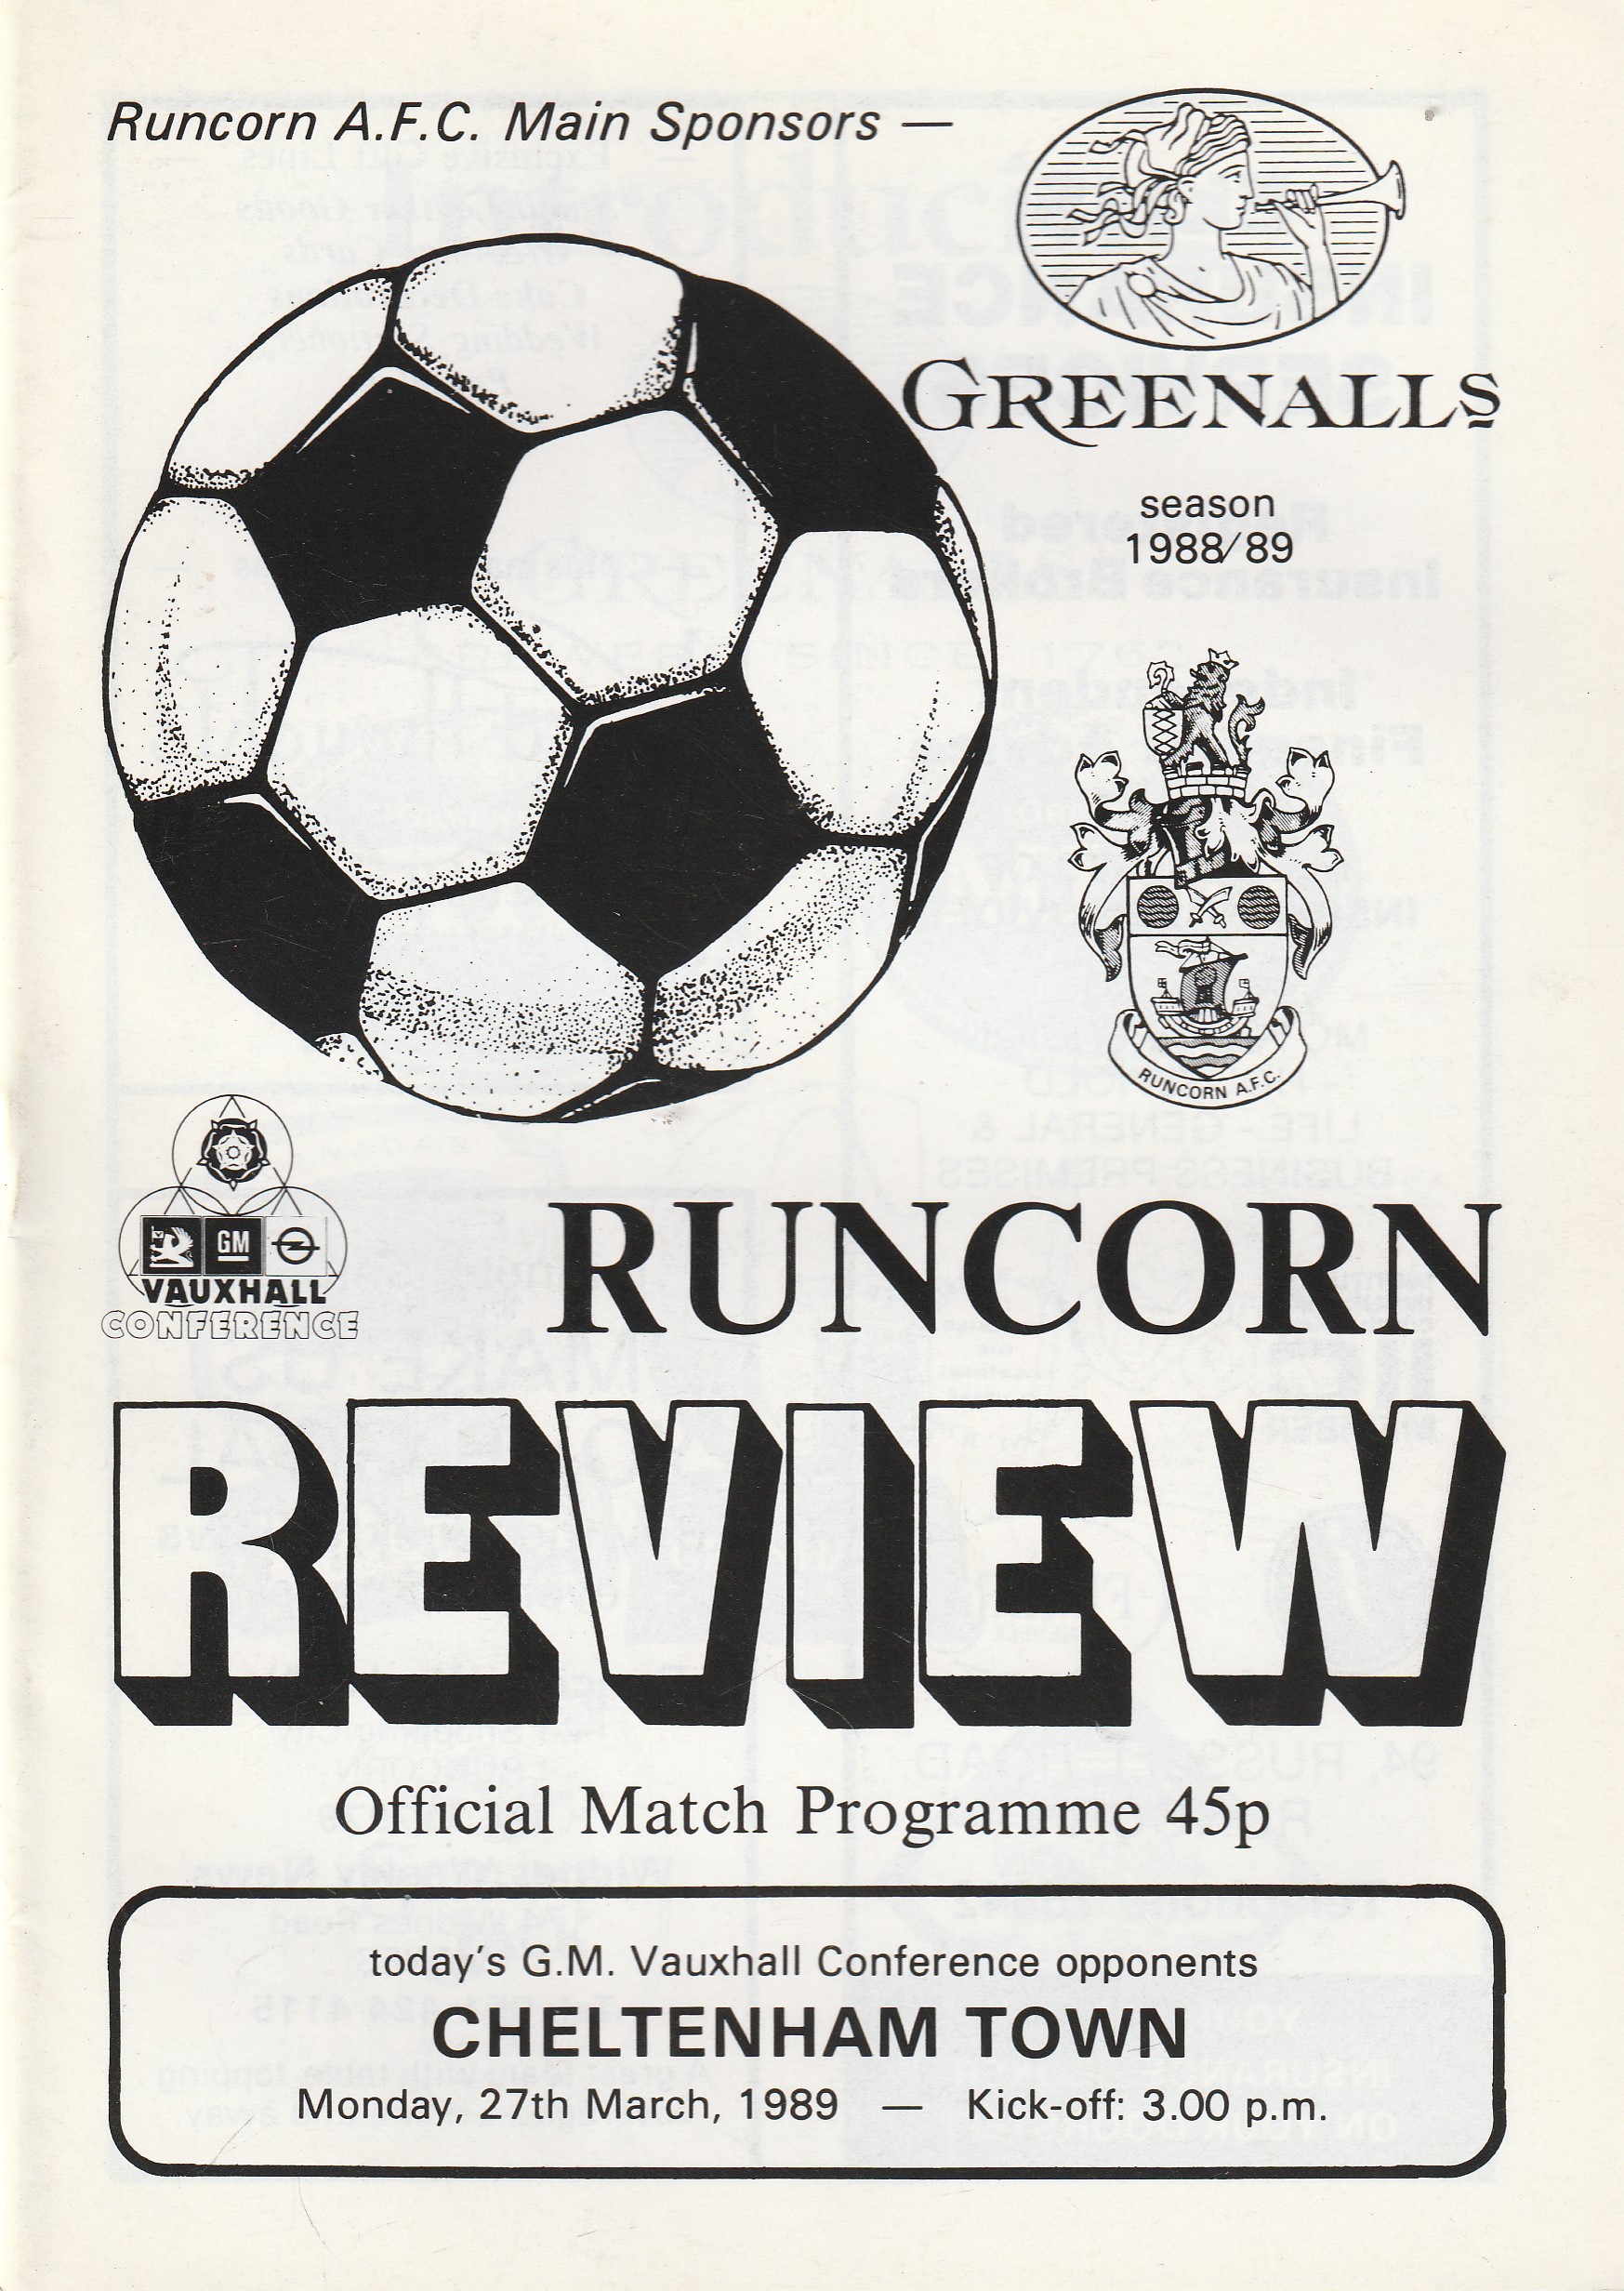 Runcorn A.F.C. Main Sponsors —
GREENALLS
season
1988/89
RUNCORN A.F.C.
GM
VAUXHALL
CONFERENCE
RUNCORN
REVIEW
Official Match Programme 45p
today's G.M. Vauxhall Conference opponents
CHELTENHAM TOWN
Monday, 27th March, 1989 — Kick-off: 3.00 p.m.